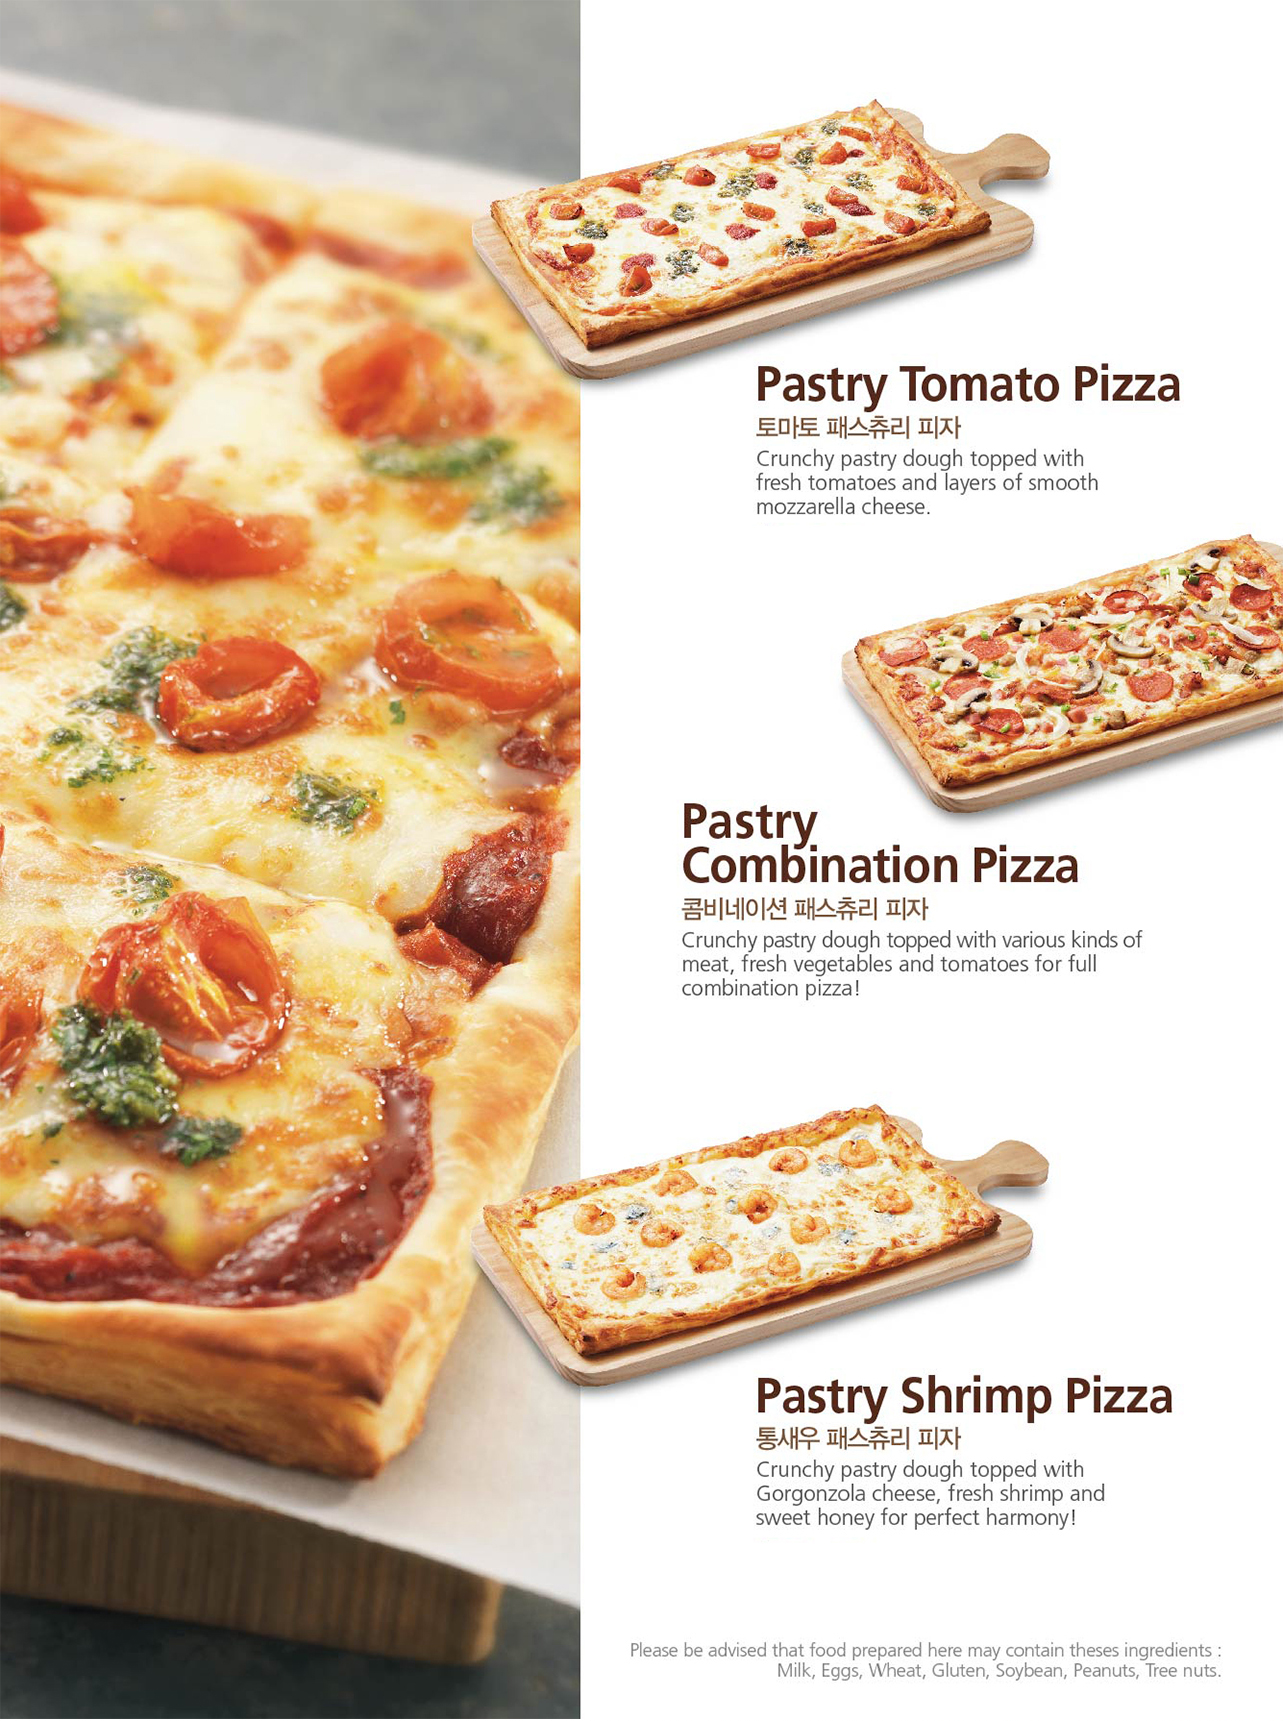 Pastry Tomato Pizza
토마토 패스츄리 피자
Crunchy pastry dough topped with
fresh tomatoes and layers of smooth
mozzarella cheese.
Pastry
Combination Pizza
콤비네이션 패스츄리 피자
Crunchy pastry dough topped with various kinds of
meat, fresh vegetables and tomatoes for full
combination pizza!
Pastry Shrimp Pizza
통새우 패스츄리 피자
Crunchy pastry dough topped with
Gorgonzola cheese, fresh shrimp and
sweet honey for perfect harmony!
Please be advised that food prepared here may contain theses ingredients :
Milk, Eggs, Wheat, Gluten, Soybean, Peanuts, Tree nuts.